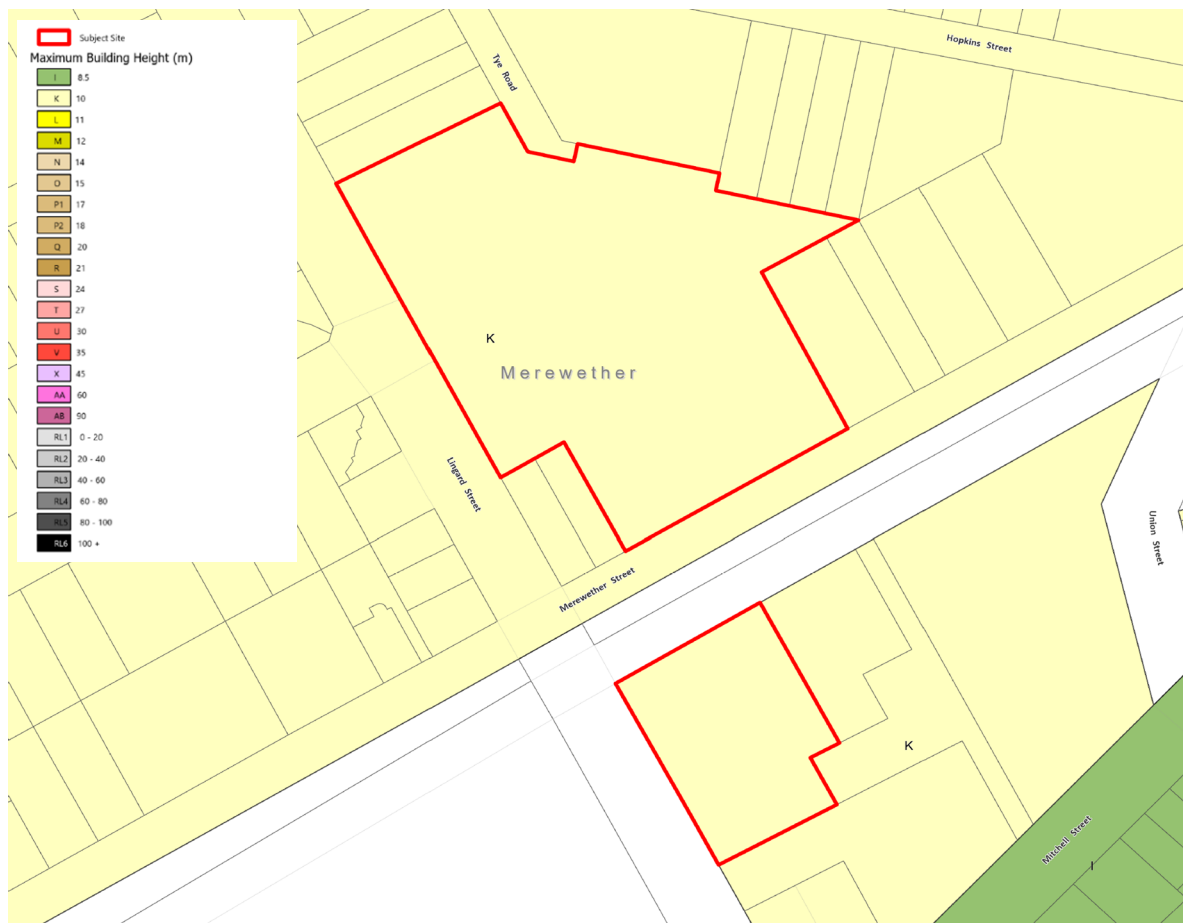 Subject Site
Maximum Building Height (m)
I 8.5
K 10
L 11
M 12
N 14
O 15
P1 17
P2 18
Q 20
R 21
S 24
T 27
U 30
V 35
X 45
AA 60
AB 90
RL1 0 - 20
RL2 20 - 40
RL3 40 - 60
RL4 60 - 80
RL5 80 - 100
RL6 100 +
Hopkins Street
Tye Road
K
Merewether
Lingard Street
Union Street
Merewether Street
K
Mitchell Street
I